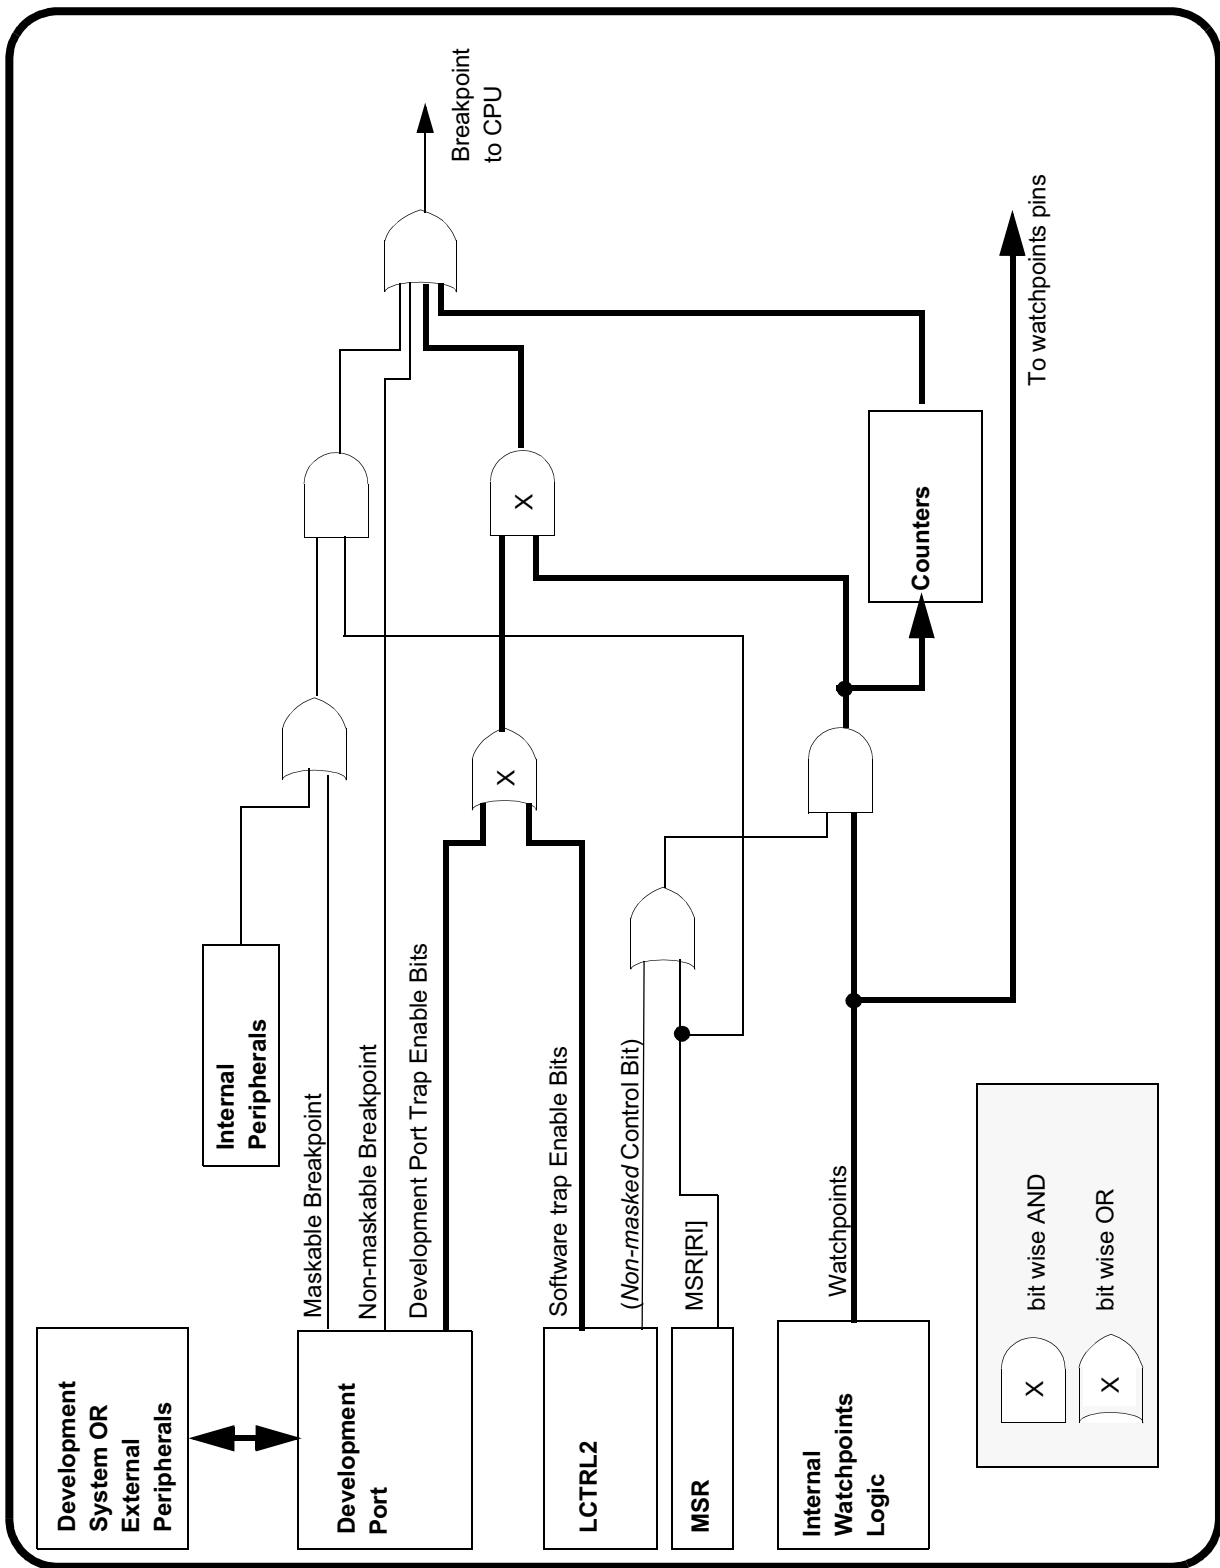 Development
System OR
External
Peripherals
Development
Port
LCTRL2
MSR
Internal
Watchpoints
Logic
Internal
Peripherals
Maskable Breakpoint
Non-maskable Breakpoint
Development Port Trap Enable Bits
Software trap Enable Bits
(Non-masked Control Bit)
MSR[RI]
Watchpoints
X
X
Counters
Breakpoint
to CPU
To watchpoints pins
X bit wise AND
X bit wise OR